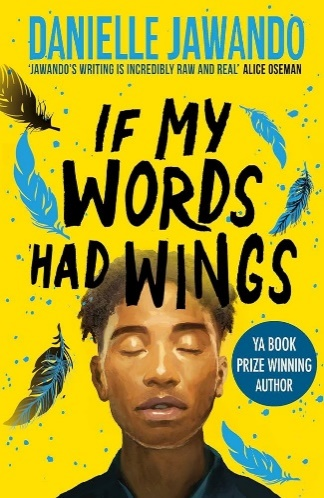 DANIELLE JAWANDO
'JAWANDO'S WRITING IS INCREDIBLY RAW AND REAL' ALICE OSEMAN
IF MY
WORDS
HAD WINGS
YA BOOK
PRIZE WINNING
AUTHOR